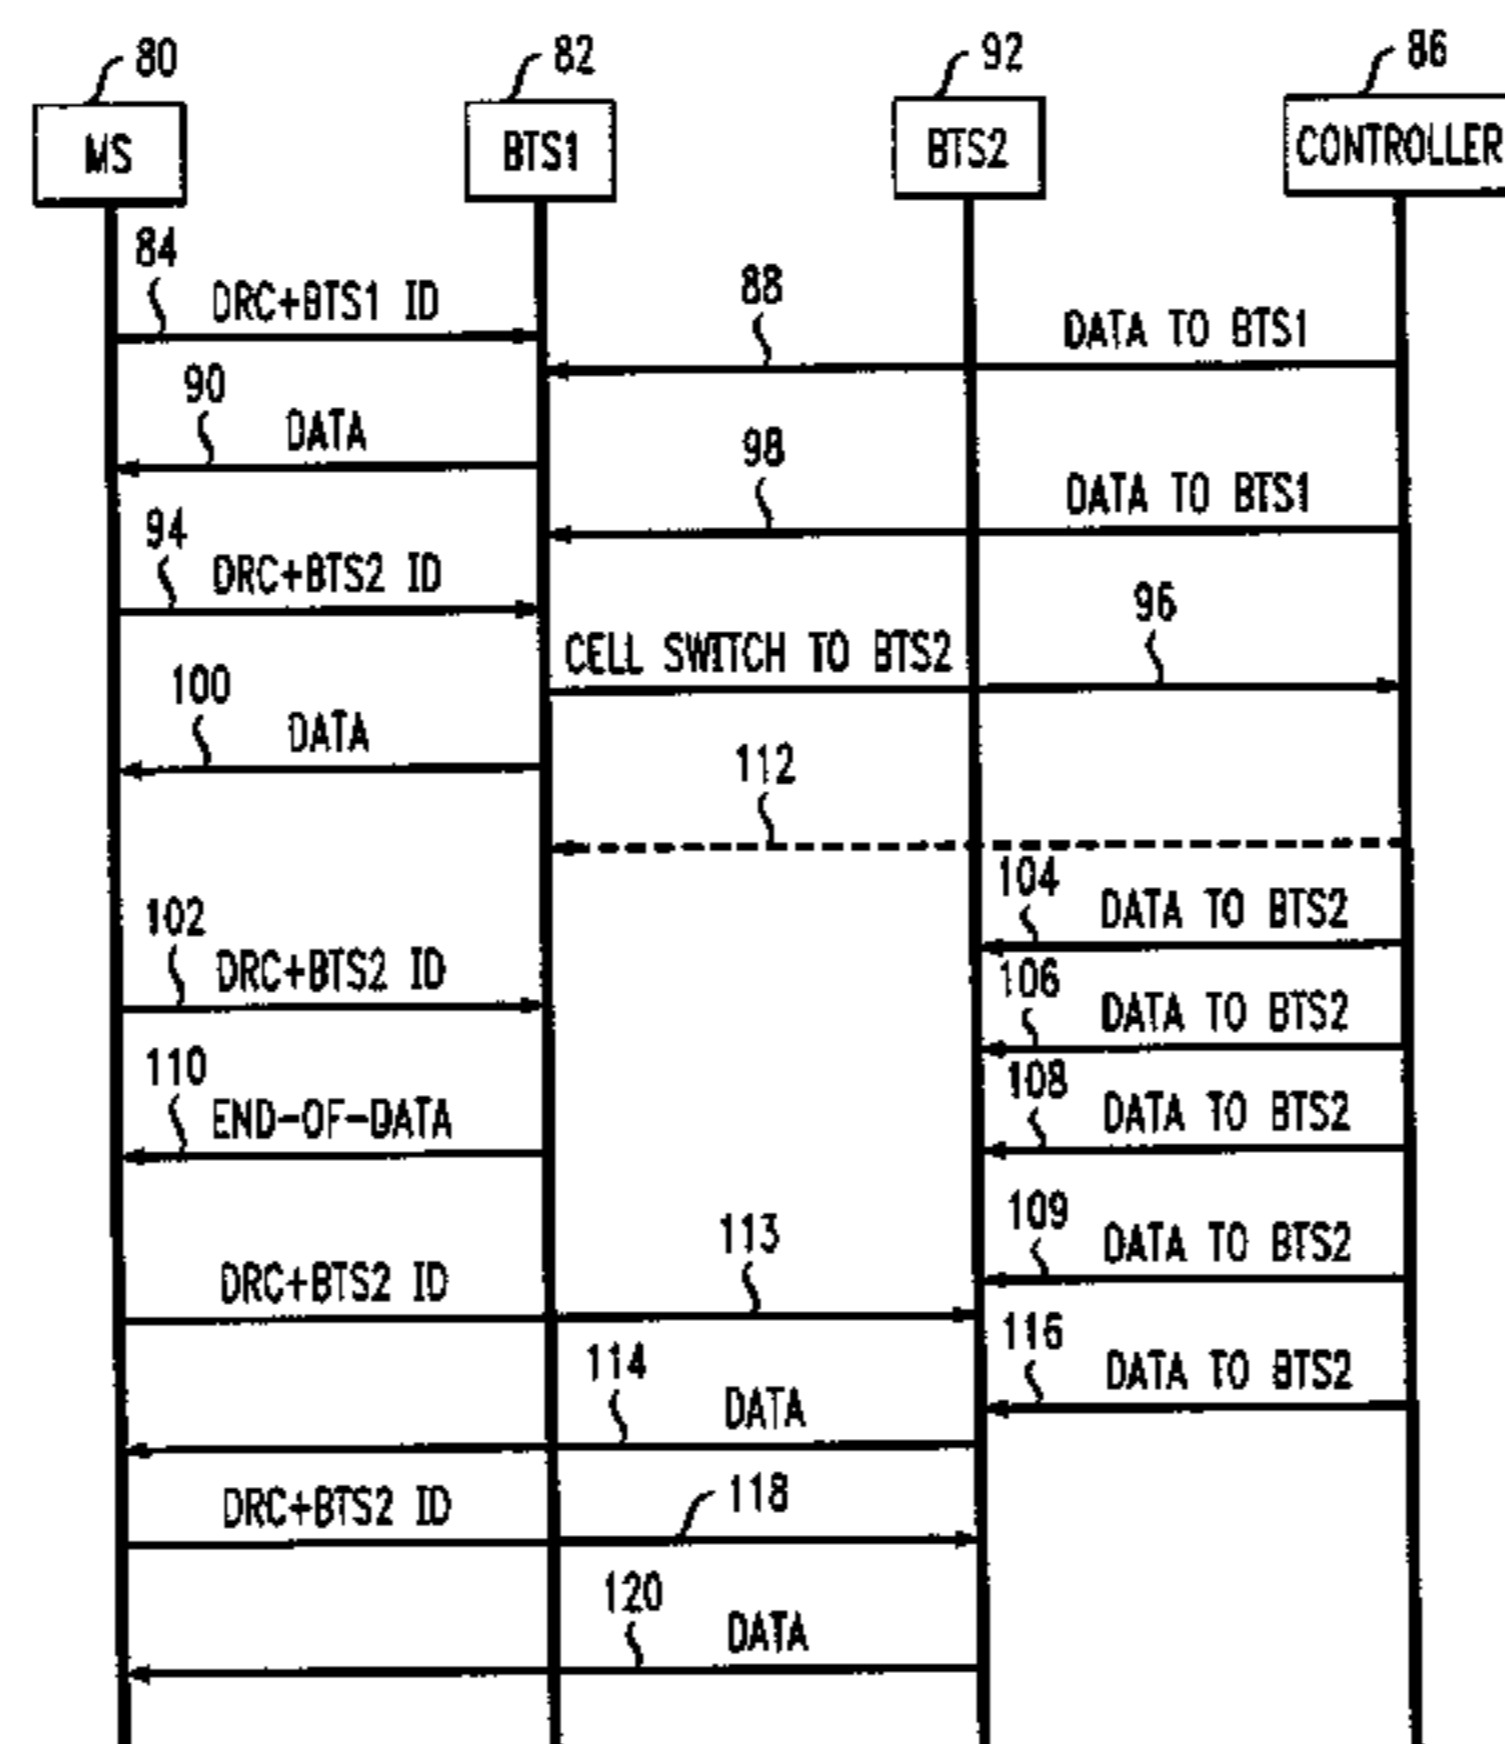 80
82
92
86
MS
BTS1
BTS2
CONTROLLER
84
DRC+BTS1 ID
88
DATA TO BTS1
90
DATA
98
DATA TO BTS1
94
DRC+BTS2 ID
96
CELL SWITCH TO BTS2
100
DATA
112
104
DATA TO BTS2
102
DRC+BTS2 ID
106
DATA TO BTS2
110
END-OF-DATA
108
DATA TO BTS2
109
DATA TO BTS2
113
DRC+BTS2 ID
116
DATA TO BTS2
114
DATA
118
DRC+BTS2 ID
120
DATA